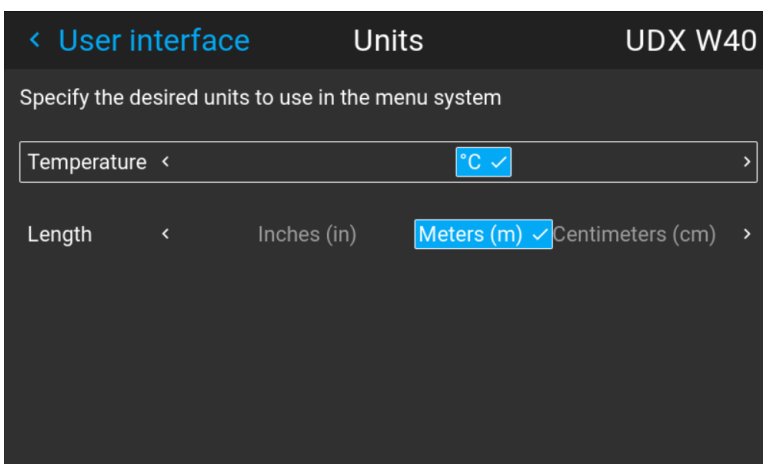 User interface Units UDX W40
Specify the desired units to use in the menu system
Temperature °C
Length Inches (in) Meters (m) Centimeters (cm)